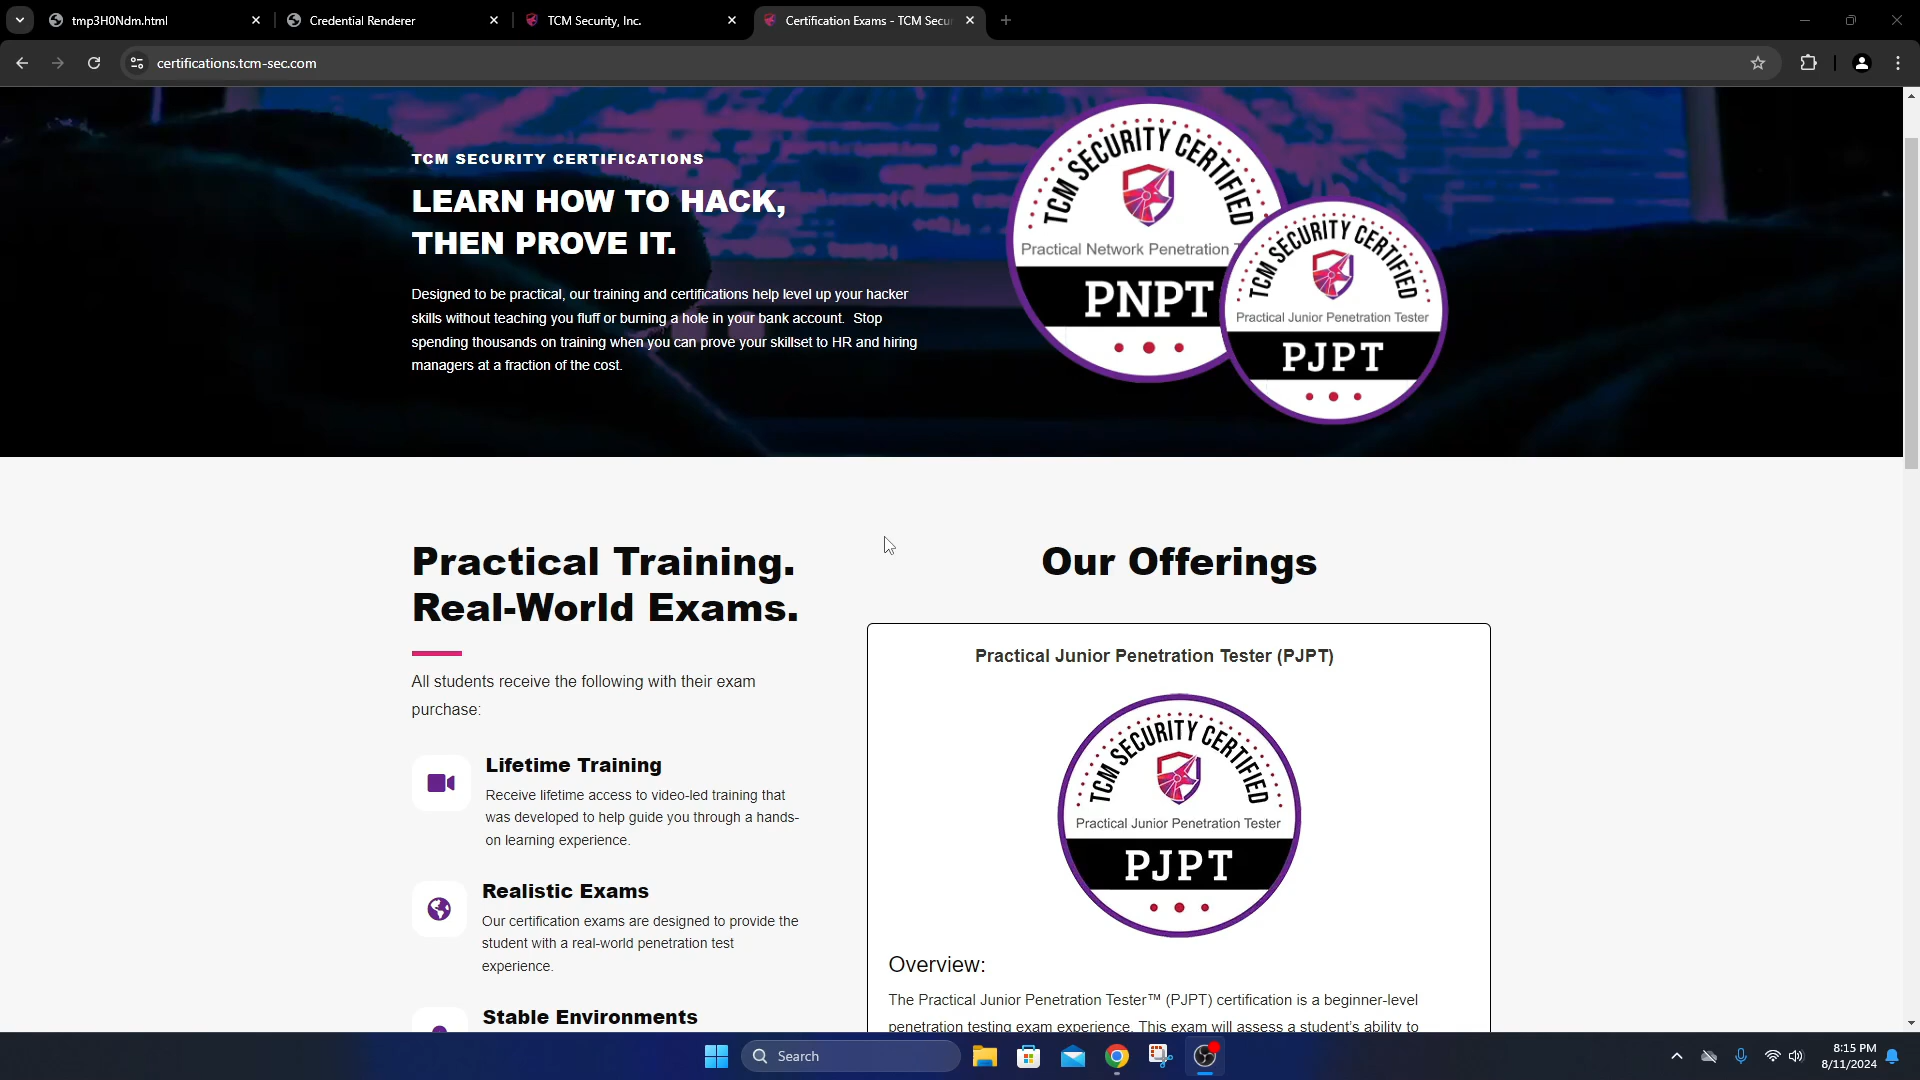 tmp3H0Ndm.html
Credential Renderer
TCM Security, Inc.
Certification Exams - TCM Secu
certifications.tcm-sec.com
TCM SECURITY CERTIFICATIONS
LEARN HOW TO HACK,
THEN PROVE IT.
Designed to be practical, our training and certifications help level up your hacker
skills without teaching you fluff or burning a hole in your bank account.  Stop
spending thousands on training when you can prove your skillset to HR and hiring
managers at a fraction of the cost.
TCM SECURITY CERTIFIED
Practical Network Penetration T
PNPT
TCM SECURITY CERTIFIED
Practical Junior Penetration Tester
PJPT
Practical Training.
Real-World Exams.
All students receive the following with their exam
purchase:
Lifetime Training
Receive lifetime access to video-led training that
was developed to help guide you through a hands-
on learning experience.
Realistic Exams
Our certification exams are designed to provide the
student with a real-world penetration test
experience.
Stable Environments
Our Offerings
Practical Junior Penetration Tester (PJPT)
TCM SECURITY CERTIFIED
Practical Junior Penetration Tester
PJPT
Overview:
The Practical Junior Penetration Tester™ (PJPT) certification is a beginner-level
penetration testing exam experience. This exam will assess a student's ability to
Search
8:15 PM
8/11/2024